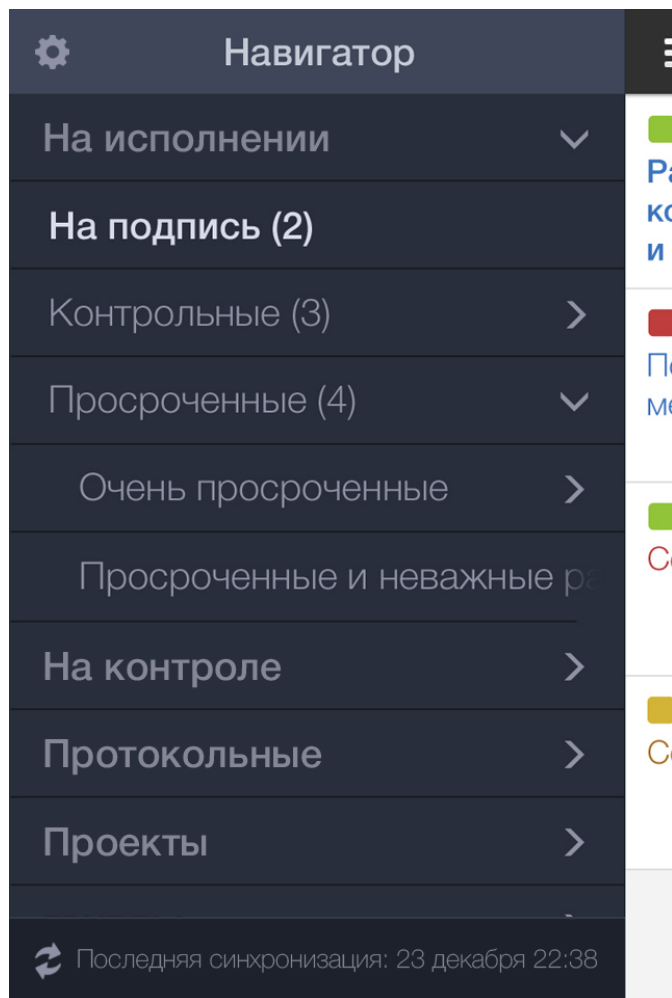 Навигатор
На исполнении
На подпись (2)
Контрольные (3)
Просроченные (4)
Очень просроченные
Просроченные и неважные
На контроле
Протокольные
Проекты
Последняя синхронизация: 23 декабря 22:38
и